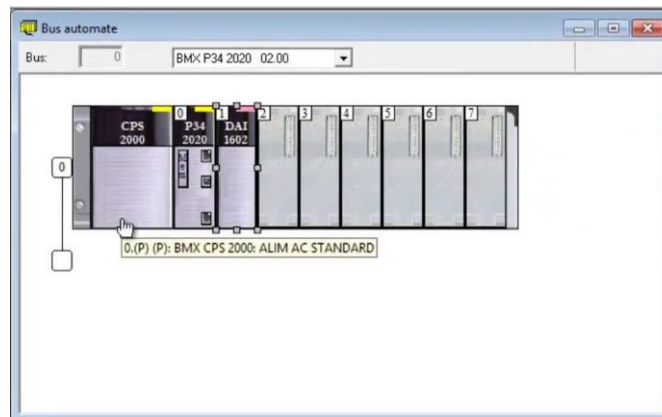 Bus automate
Bus: 0 BMX P34 2020 02.00
0 1 2 3 4 5 6 7
CPS P34 DAI
2000 2020 1602
0
0.(P) (P): BMX CPS 2000: ALIM AC STANDARD